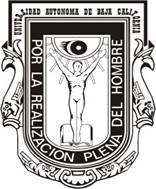 UNIVERSIDAD AUTONOMA DE BAJA CALIFORNIA
POR LA REALIZACION PLENA DEL HOMBRE